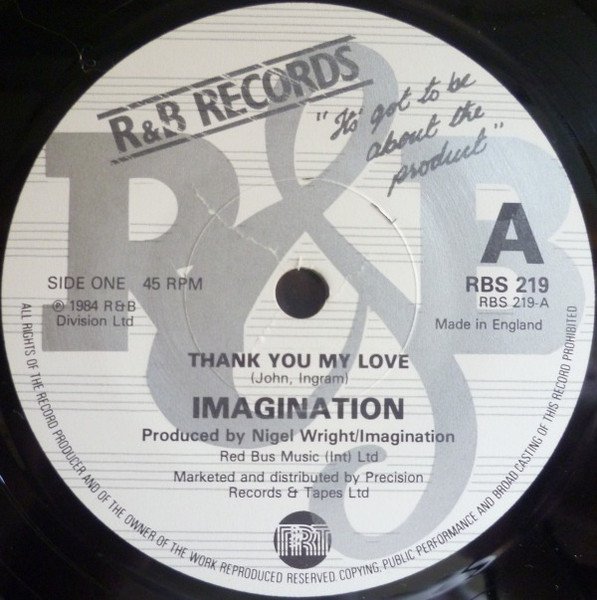 R&B RECORDS
"It's got to be
about the
product"
R&B
A
SIDE ONE 45 RPM
RBS 219
RBS 219-A
℗ 1984 R&B
Division Ltd
Made in England
THANK YOU MY LOVE
(John, Ingram)
IMAGINATION
Produced by Nigel Wright/Imagination
Red Bus Music (Int) Ltd
Marketed and distributed by Precision
Records & Tapes Ltd
PRT
ALL RIGHTS OF THE RECORD PRODUCER AND OF THE OWNER OF THE WORK REPRODUCED RESERVED. COPYING, PUBLIC PERFORMANCE AND BROADCASTING OF THIS RECORD PROHIBITED